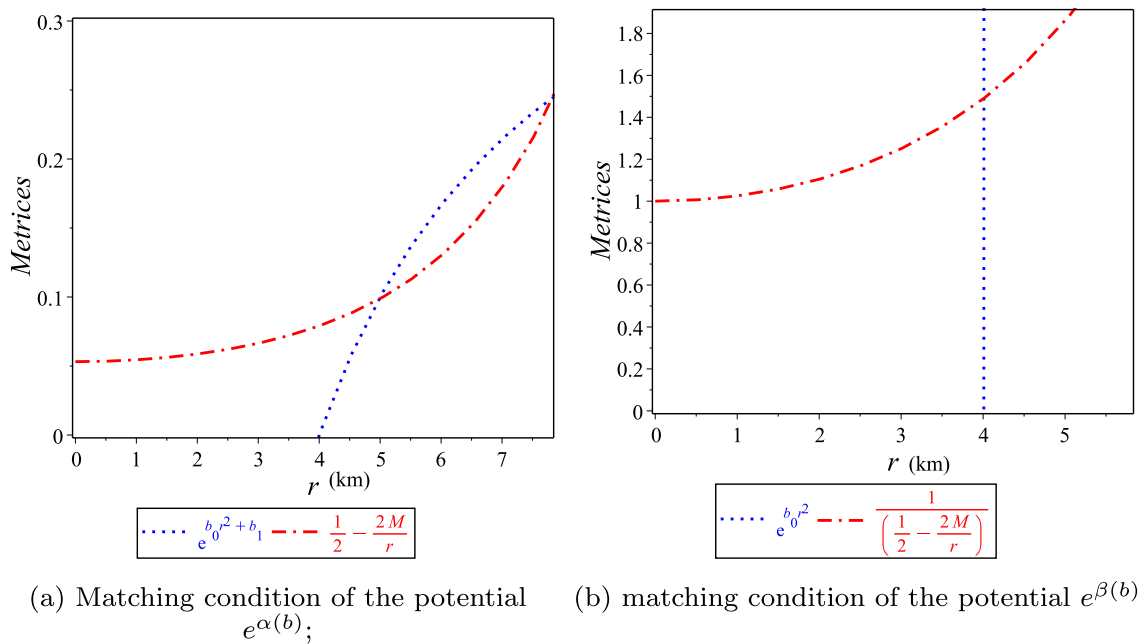 0.3
0.2
0.1
0
Metrices
0 1 2 3 4 5 6 7
r (km)
e^{b_0 r^2 + b_1} 1/2 − 2 M/r
(a) Matching condition of the potential
e^{α(b)};
1.8
1.6
1.4
1.2
1
0.8
0.6
0.4
0.2
0
Metrices
0 1 2 3 4 5
r (km)
e^{b_0 r^2} 1/(1/2 − 2 M/r)
(b) matching condition of the potential e^{β(b)}